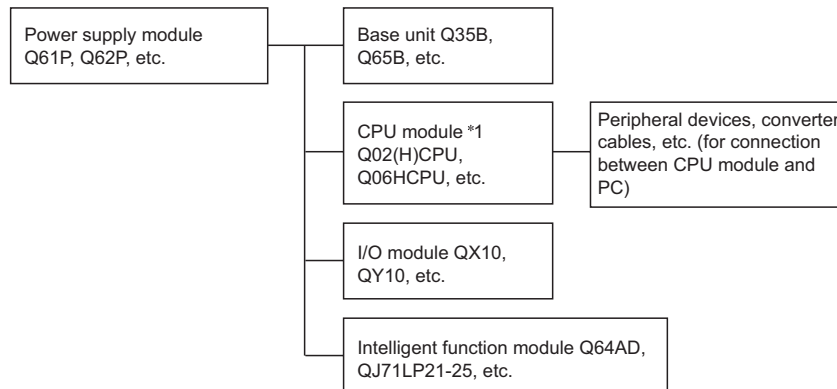 Power supply module
Q61P, Q62P, etc.
Base unit Q35B,
Q65B, etc.
CPU module *1
Q02(H)CPU,
Q06HCPU, etc.
Peripheral devices, converter
cables, etc. (for connection
between CPU module and
PC)
I/O module QX10,
QY10, etc.
Intelligent function module Q64AD,
QJ71LP21-25, etc.